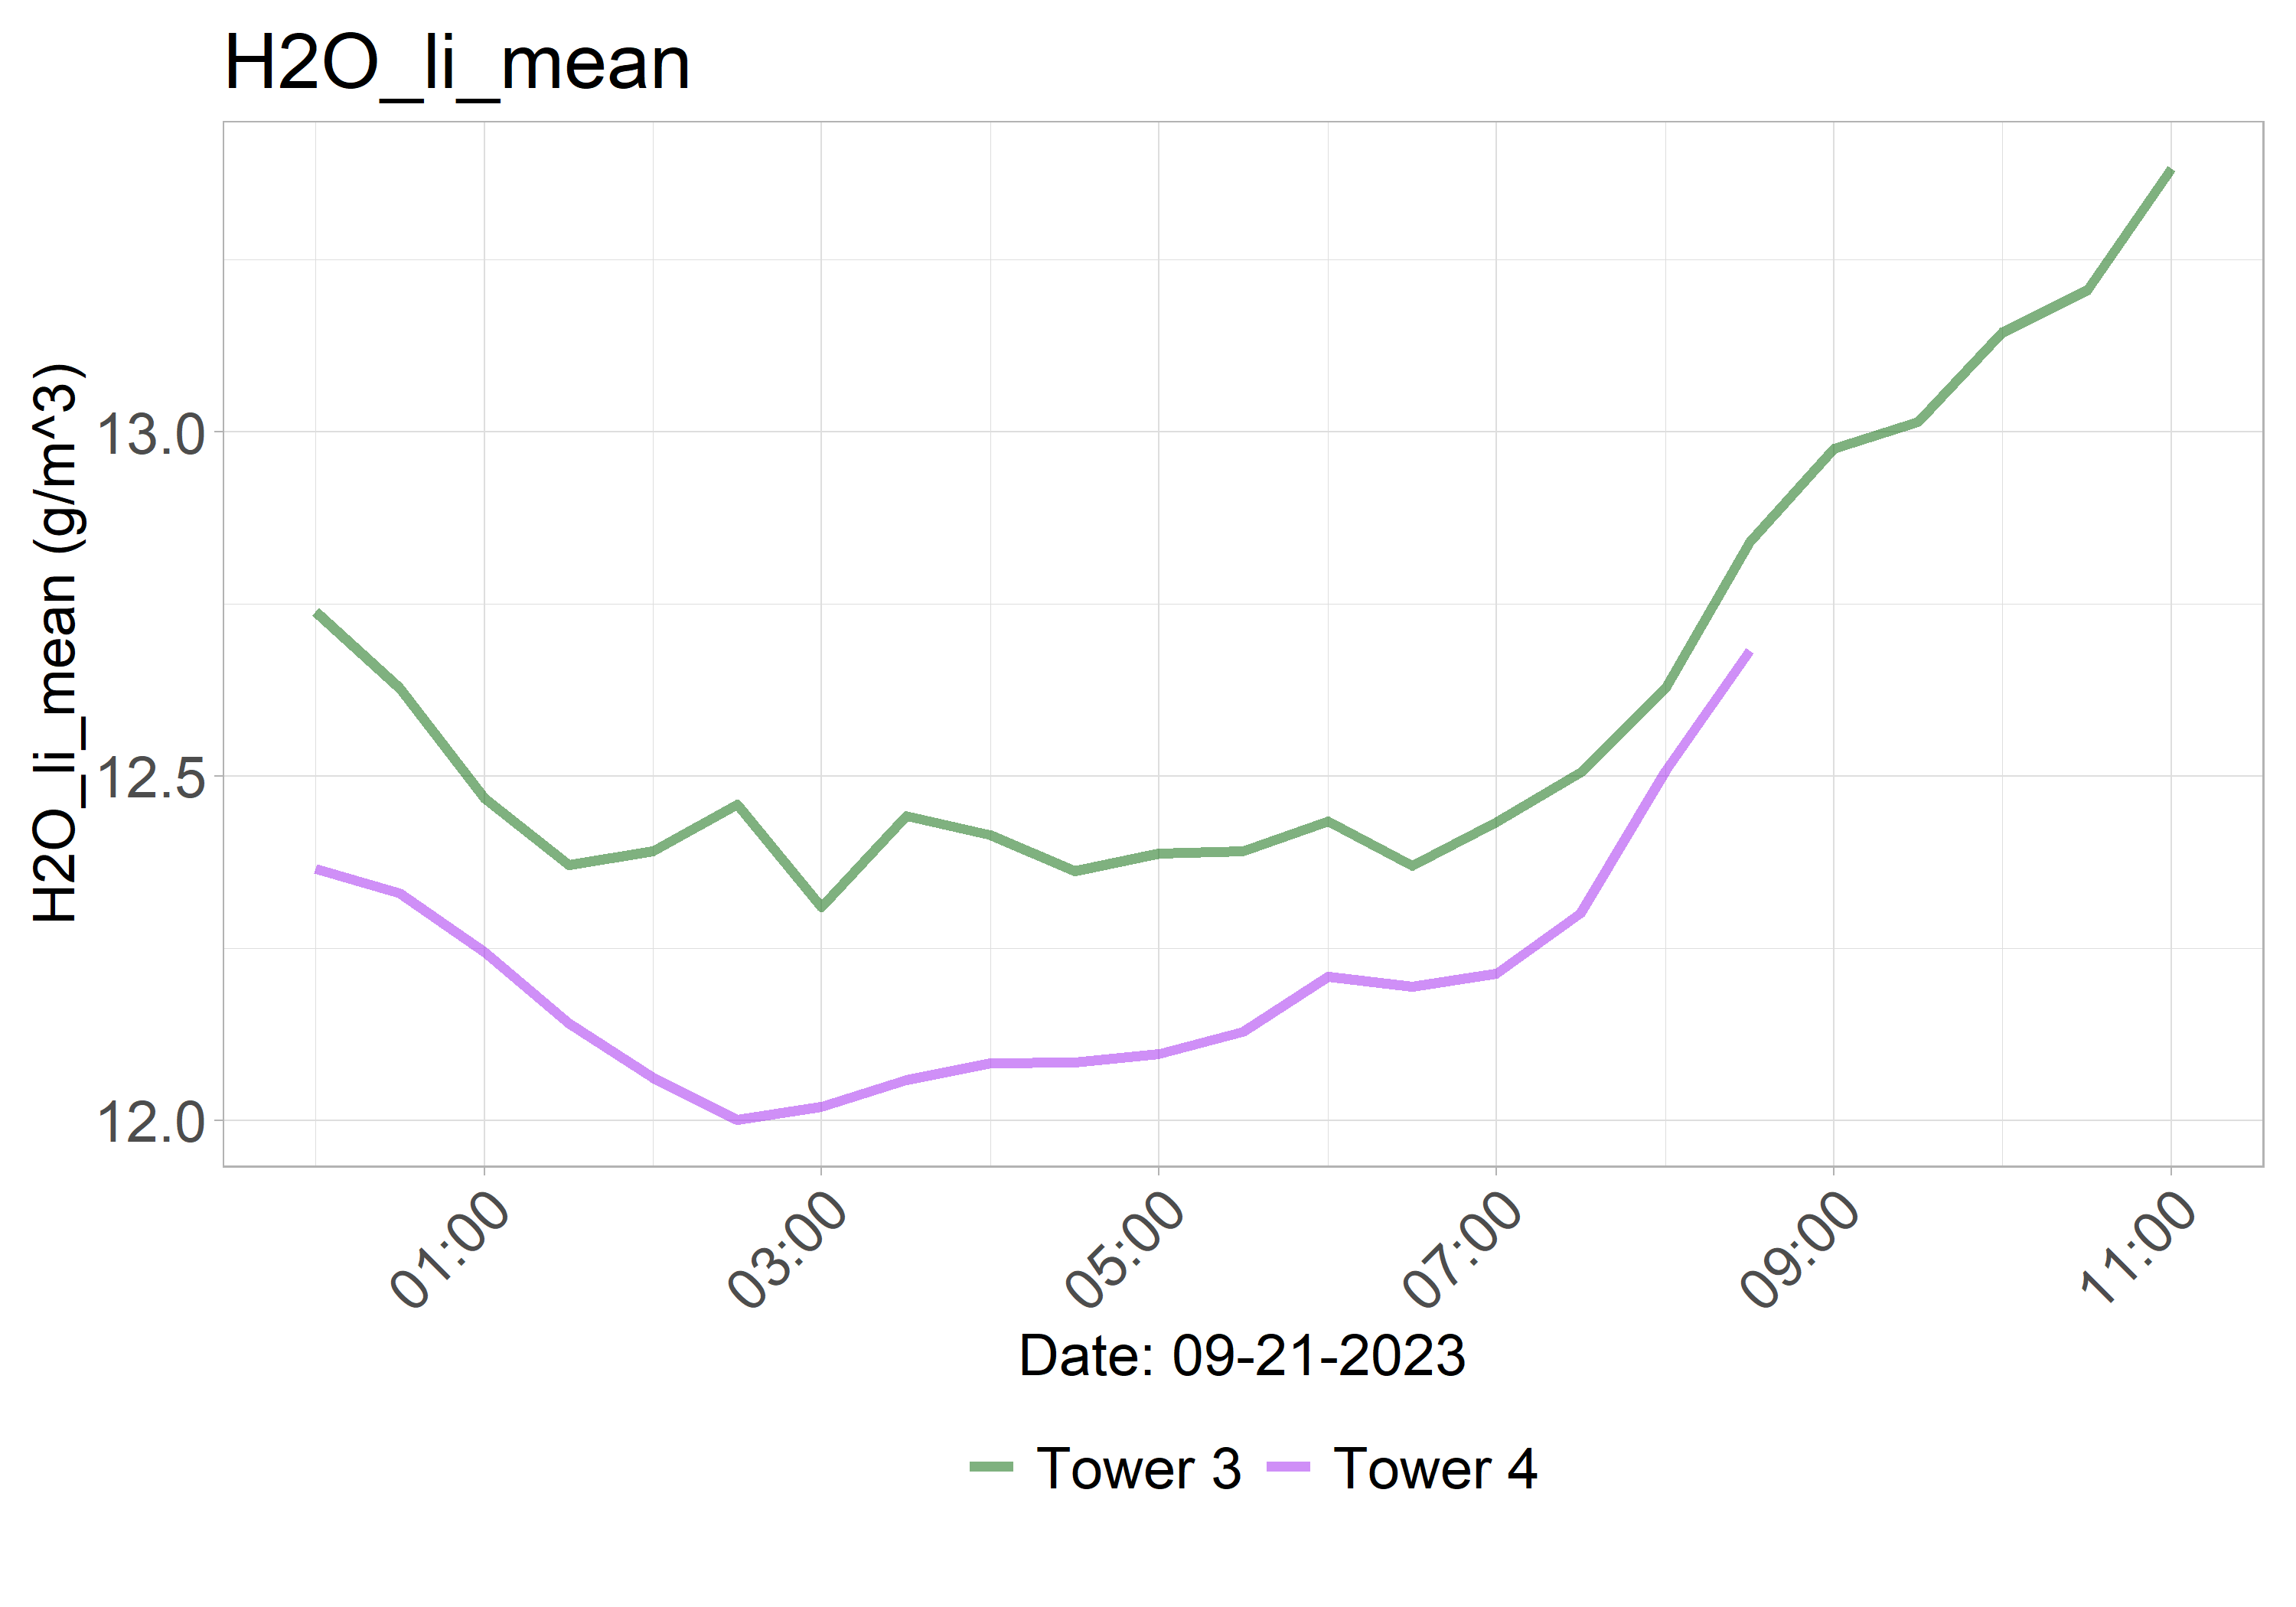 H2O_li_mean
H2O_li_mean (g/m^3)
13.0
12.5
12.0
01:00 03:00 05:00 07:00 09:00 11:00
Date: 09-21-2023
Tower 3 Tower 4